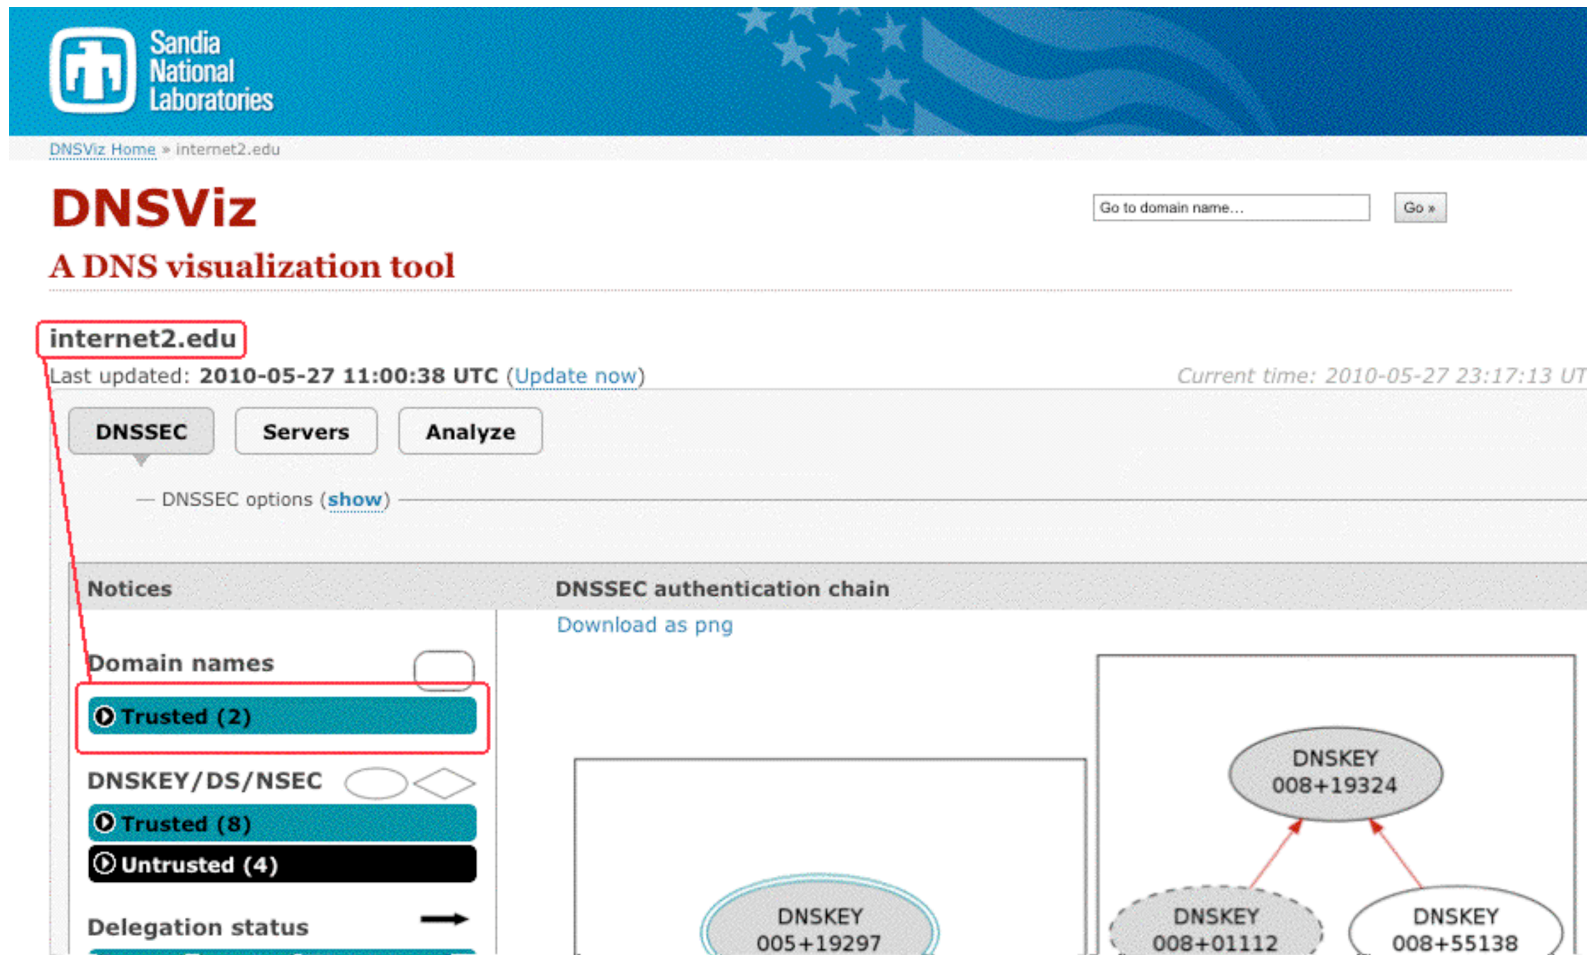 Sandia
National
Laboratories
DNSViz Home » internet2.edu
DNSViz
Go to domain name...
Go »
A DNS visualization tool
internet2.edu
Last updated: 2010-05-27 11:00:38 UTC (Update now)
Current time: 2010-05-27 23:17:13 UT
DNSSEC
Servers
Analyze
DNSSEC options (show)
Notices
DNSSEC authentication chain
Download as png
Domain names
Trusted (2)
DNSKEY/DS/NSEC
Trusted (8)
Untrusted (4)
Delegation status
DNSKEY
008+19324
DNSKEY
005+19297
DNSKEY
008+01112
DNSKEY
008+55138